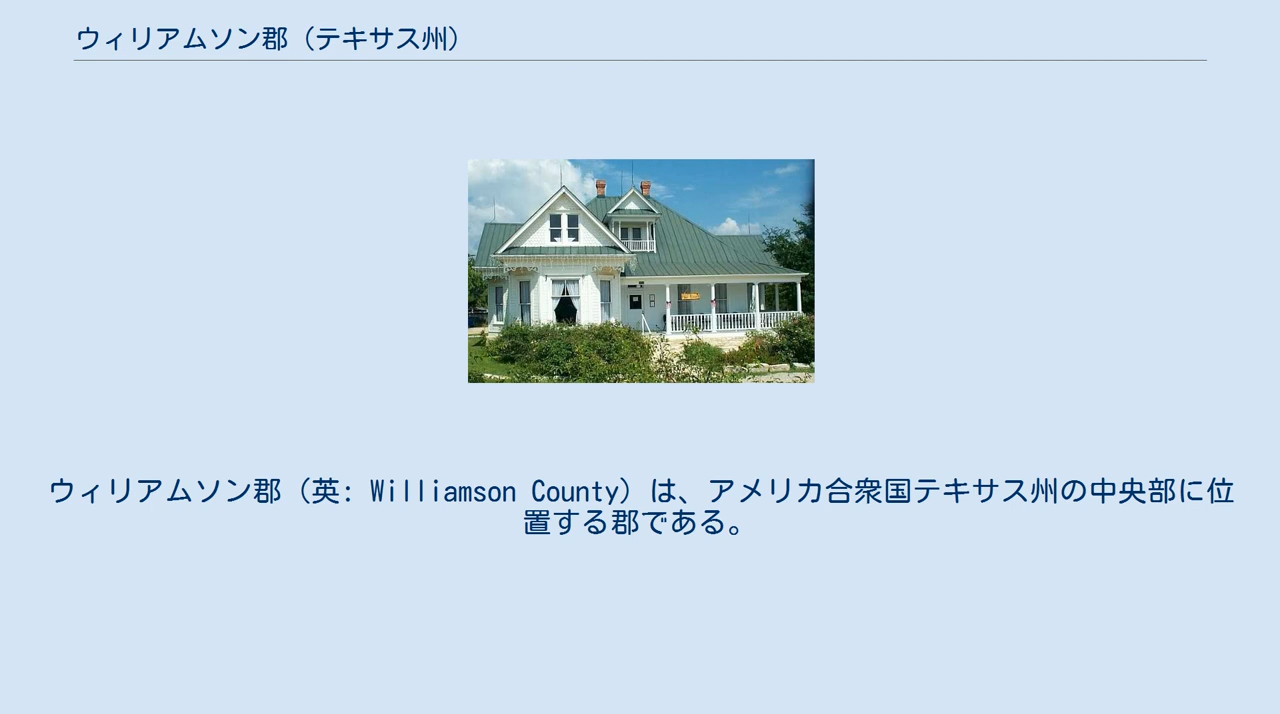 ウィリアムソン郡（テキサス州）
ウィリアムソン郡（英: Williamson County）は、アメリカ合衆国テキサス州の中央部に位
置する郡である。